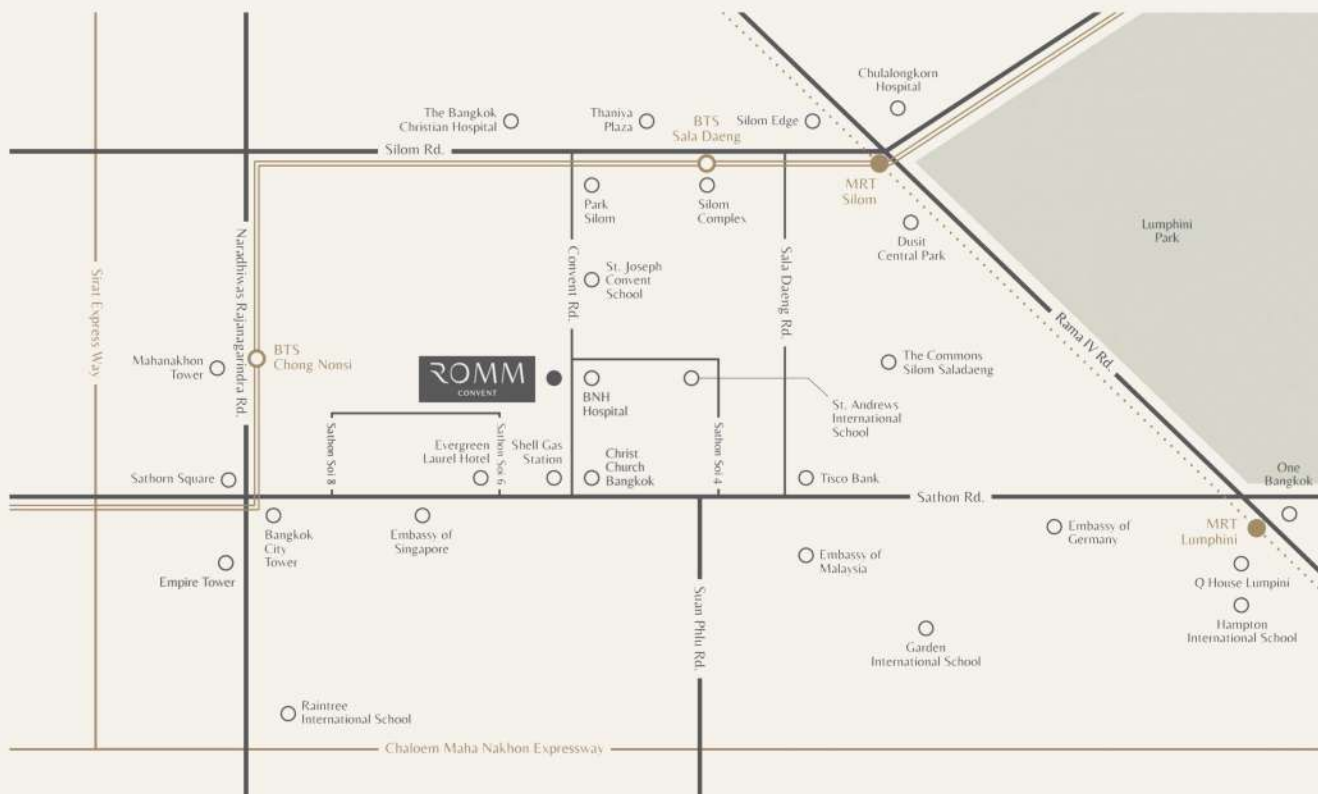 Chulalongkorn
Hospital
The Bangkok
Christian Hospital
Thaniya
Plaza
BTS
Sala Daeng
Silom Edge
Silom Rd.
MRT
Silom
Park
Silom
Silom
Complex
Dusit
Central Park
Lumphini
Park
Naradhiwas Rajanagarindra Rd.
Convent Rd.
Sala Daeng Rd.
St. Joseph
Convent
School
Sirat Express Way
Rama IV Rd.
BTS
Chong Nonsi
Mahanakhon
Tower
ROMM
CONVENT
BNH
Hospital
The Commons
Silom Saladaeng
St. Andrews
International
School
Sathon Soi 8
Sathon Soi 6
Sathon Soi 4
Evergreen
Laurel Hotel
Shell Gas
Station
Christ
Church
Bangkok
Sathorn Square
Tisco Bank
One
Bangkok
Sathon Rd.
Bangkok
City
Tower
Embassy of
Singapore
Embassy of
Malaysia
Embassy of
Germany
MRT
Lumphini
Empire Tower
Q House Lumpini
Suan Phlu Rd.
Hampton
International School
Garden
International School
Raintree
International School
Chaloem Maha Nakhon Expressway